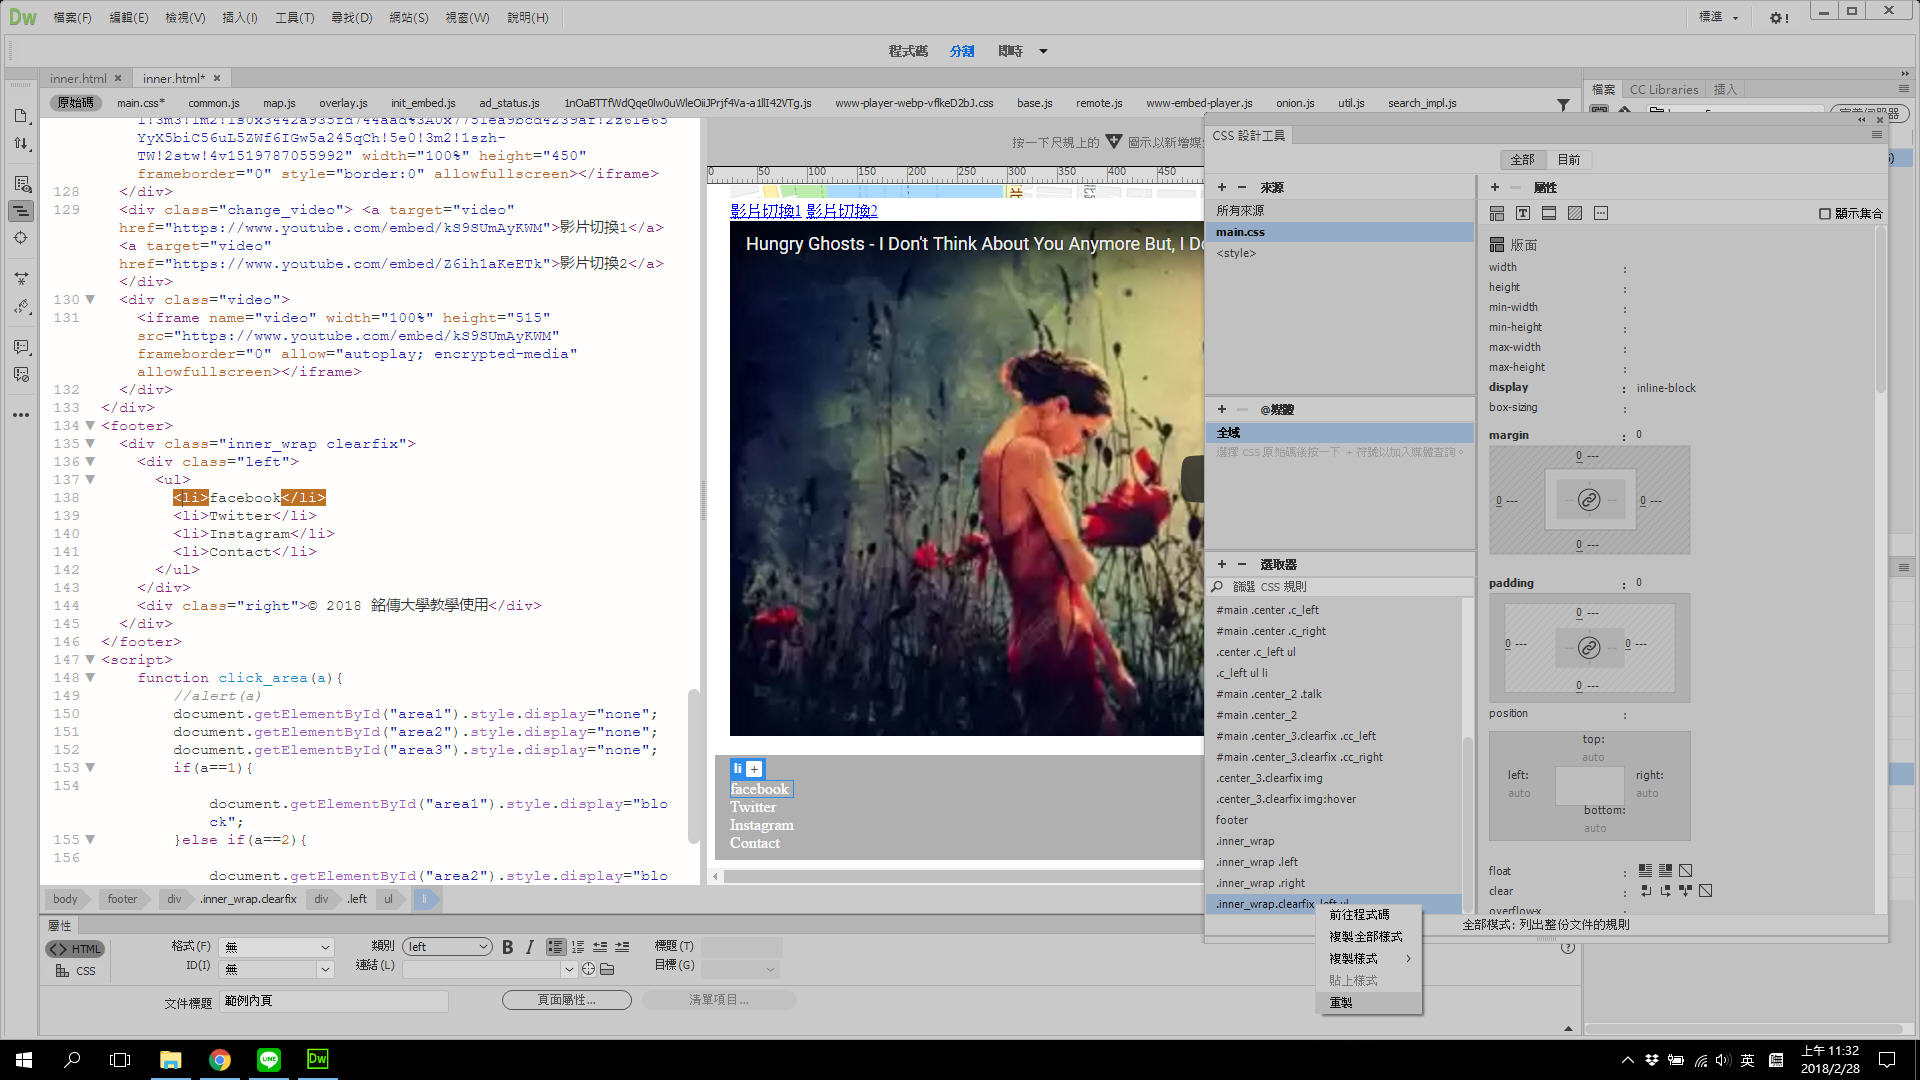 Dw 檔案(F) 編輯(E) 檢視(V) 插入(I) 工具(T) 尋找(D) 網站(S) 視窗(W) 說明(H) 標準
程式碼 分割 即時
inner.html inner.html*
原始碼 main.css* common.js map.js overlay.js init_embed.js ad_status.js www-player-webp-vflkeD2bJ.css base.js remote.js www-embed-player.js onion.js util.js search_impl.js
YyX5biC56uL5ZWf6IGw5a245qCh!5e0!3m2!1szh-
TW!2stw!4v1519787055992" width="100%" height="450"
frameborder="0" style="border:0" allowfullscreen></iframe>
128 </div>
129 <div class="change_video"> <a target="video"
href="https://www.youtube.com/embed/kS9SUmAyKWM">影片切換1</a>
<a target="video"
href="https://www.youtube.com/embed/Z6ih1aKeETk">影片切換2</a>
</div>
130 <div class="video">
131 <iframe name="video" width="100%" height="515"
src="https://www.youtube.com/embed/kS9SUmAyKWM"
frameborder="0" allow="autoplay; encrypted-media"
allowfullscreen></iframe>
132 </div>
133 </div>
134 <footer>
135 <div class="inner_wrap clearfix">
136 <div class="left">
137 <ul>
138 <li>facebook</li>
139 <li>Twitter</li>
140 <li>Instagram</li>
141 <li>Contact</li>
142 </ul>
143 </div>
144 <div class="right">© 2018 銘傳大學教學使用</div>
145 </div>
146 </footer>
147 <script>
148 function click_area(a){
149 //alert(a)
150 document.getElementById("area1").style.display="none";
151 document.getElementById("area2").style.display="none";
152 document.getElementById("area3").style.display="none";
153 if(a==1){
154
document.getElementById("area1").style.display="blo
ck";
155 }else if(a==2){
156
document.getElementById("area2").style.display="blo
body footer div .inner_wrap.clearfix div .left ul li
按一下尺規上的 圖示以新增媒
0 50 100 150 200 250 300 350 400 450
影片切換1 影片切換2
Hungry Ghosts - I Don't Think About You Anymore But, I Do
li +
facebook
Twitter
Instagram
Contact
檔案 CC Libraries 插入
CSS 設計工具
全部 目前
來源
所有來源
main.css
<style>
@媒體
全域
選擇 CSS 原始碼後按一下 + 符號以加入媒體查詢。
選取器
篩選 CSS 規則
#main .center .c_left
#main .center .c_right
.center .c_left ul
.c_left ul li
#main .center_2 .talk
#main .center_2
#main .center_3.clearfix .cc_left
#main .center_3.clearfix .cc_right
.center_3.clearfix img
.center_3.clearfix img:hover
footer
.inner_wrap
.inner_wrap .left
.inner_wrap .right
.inner_wrap.clearfix .left ul
前往程式碼
複製全部樣式
複製樣式
貼上樣式
重製
屬性
顯示集合
版面
width :
height :
min-width :
min-height :
max-width :
max-height :
display : inline-block
box-sizing :
margin : 0
0 ---
0 --- 0 ---
0 ---
padding : 0
0 ---
0 --- 0 ---
0 ---
position :
top:
auto
left: right:
auto auto
bottom:
auto
float :
clear :
overflow-x
全部模式: 列出整份文件的規則
屬性
HTML 格式(F) 無 類別 left B I 標題(T)
CSS ID(I) 無 連結(L) 目標(G)
文件標題 範例內頁 頁面屬性... 清單項目...
Dw 英 上午 11:32
2018/2/28